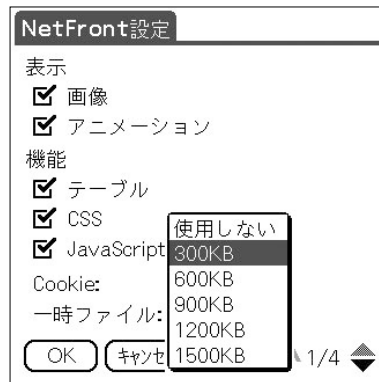 NetFront設定
表示
画像
アニメーション
機能
テーブル
CSS
JavaScript
使用しない
300KB
600KB
900KB
1200KB
1500KB
Cookie:
一時ファイル:
OK
ｷｬﾝｾ
1/4